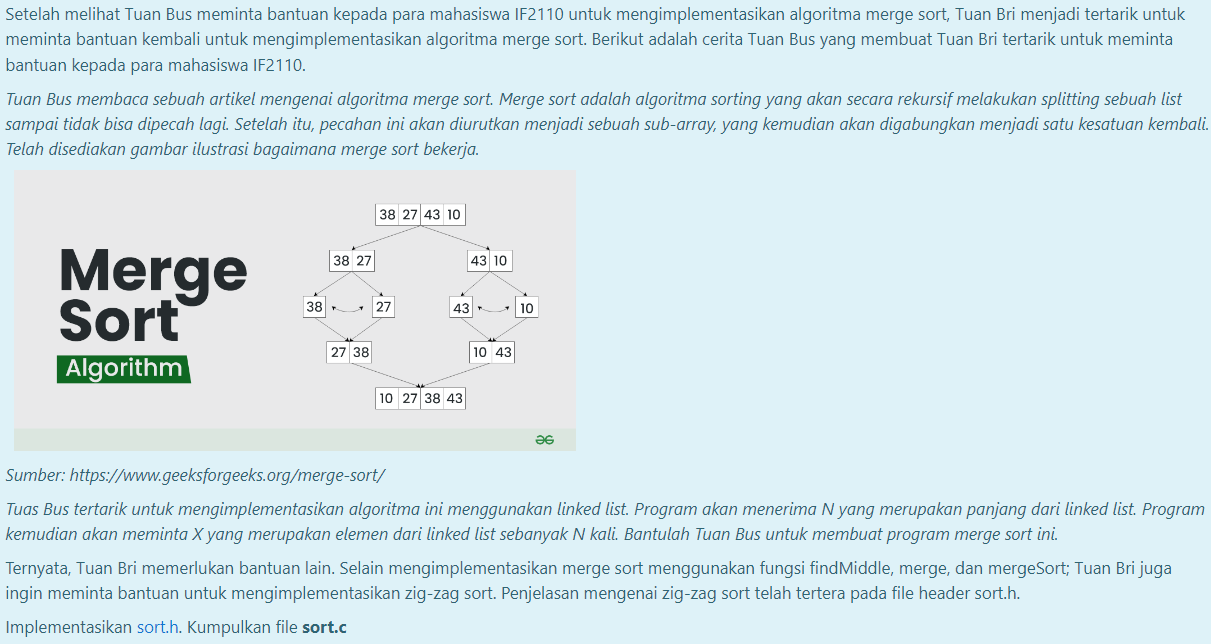 Setelah melihat Tuan Bus meminta bantuan kepada para mahasiswa IF2110 untuk mengimplementasikan algoritma merge sort, Tuan Bri menjadi tertarik untuk
meminta bantuan kembali untuk mengimplementasikan algoritma merge sort. Berikut adalah cerita Tuan Bus yang membuat Tuan Bri tertarik untuk meminta
bantuan kepada para mahasiswa IF2110.
Tuan Bus membaca sebuah artikel mengenai algoritma merge sort. Merge sort adalah algoritma sorting yang akan secara rekursif melakukan splitting sebuah list
sampai tidak bisa dipecah lagi. Setelah itu, pecahan ini akan diurutkan menjadi sebuah sub-array, yang kemudian akan digabungkan menjadi satu kesatuan kembali.
Telah disediakan gambar ilustrasi bagaimana merge sort bekerja.
Merge
Sort
Algorithm
38 27 43 10
38 27
43 10
38
27
43
10
27 38
10 43
10 27 38 43
Sumber: https://www.geeksforgeeks.org/merge-sort/
Tuas Bus tertarik untuk mengimplementasikan algoritma ini menggunakan linked list. Program akan menerima N yang merupakan panjang dari linked list. Program
kemudian akan meminta X yang merupakan elemen dari linked list sebanyak N kali. Bantulah Tuan Bus untuk membuat program merge sort ini.
Ternyata, Tuan Bri memerlukan bantuan lain. Selain mengimplementasikan merge sort menggunakan fungsi findMiddle, merge, dan mergeSort; Tuan Bri juga
ingin meminta bantuan untuk mengimplementasikan zig-zag sort. Penjelasan mengenai zig-zag sort telah tertera pada file header sort.h.
Implementasikan sort.h. Kumpulkan file sort.c